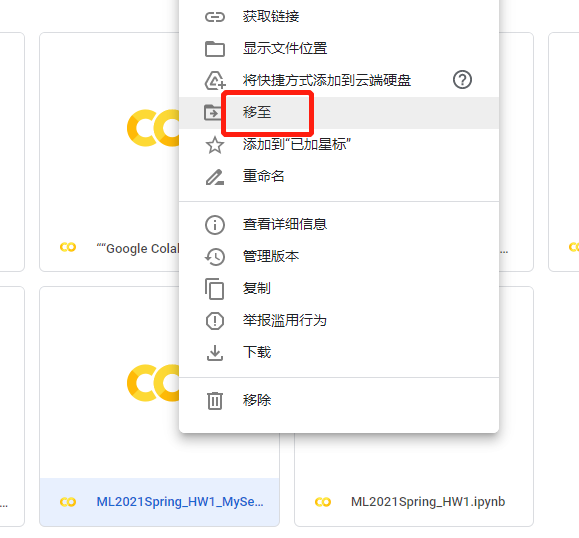 获取链接
显示文件位置
将快捷方式添加到云端硬盘
移至
添加到“已加星标”
重命名
查看详细信息
管理版本
复制
举报滥用行为
下载
移除
““Google Colab
...
...
ML2021Spring_HW1_MySe...
ML2021Spring_HW1.ipynb